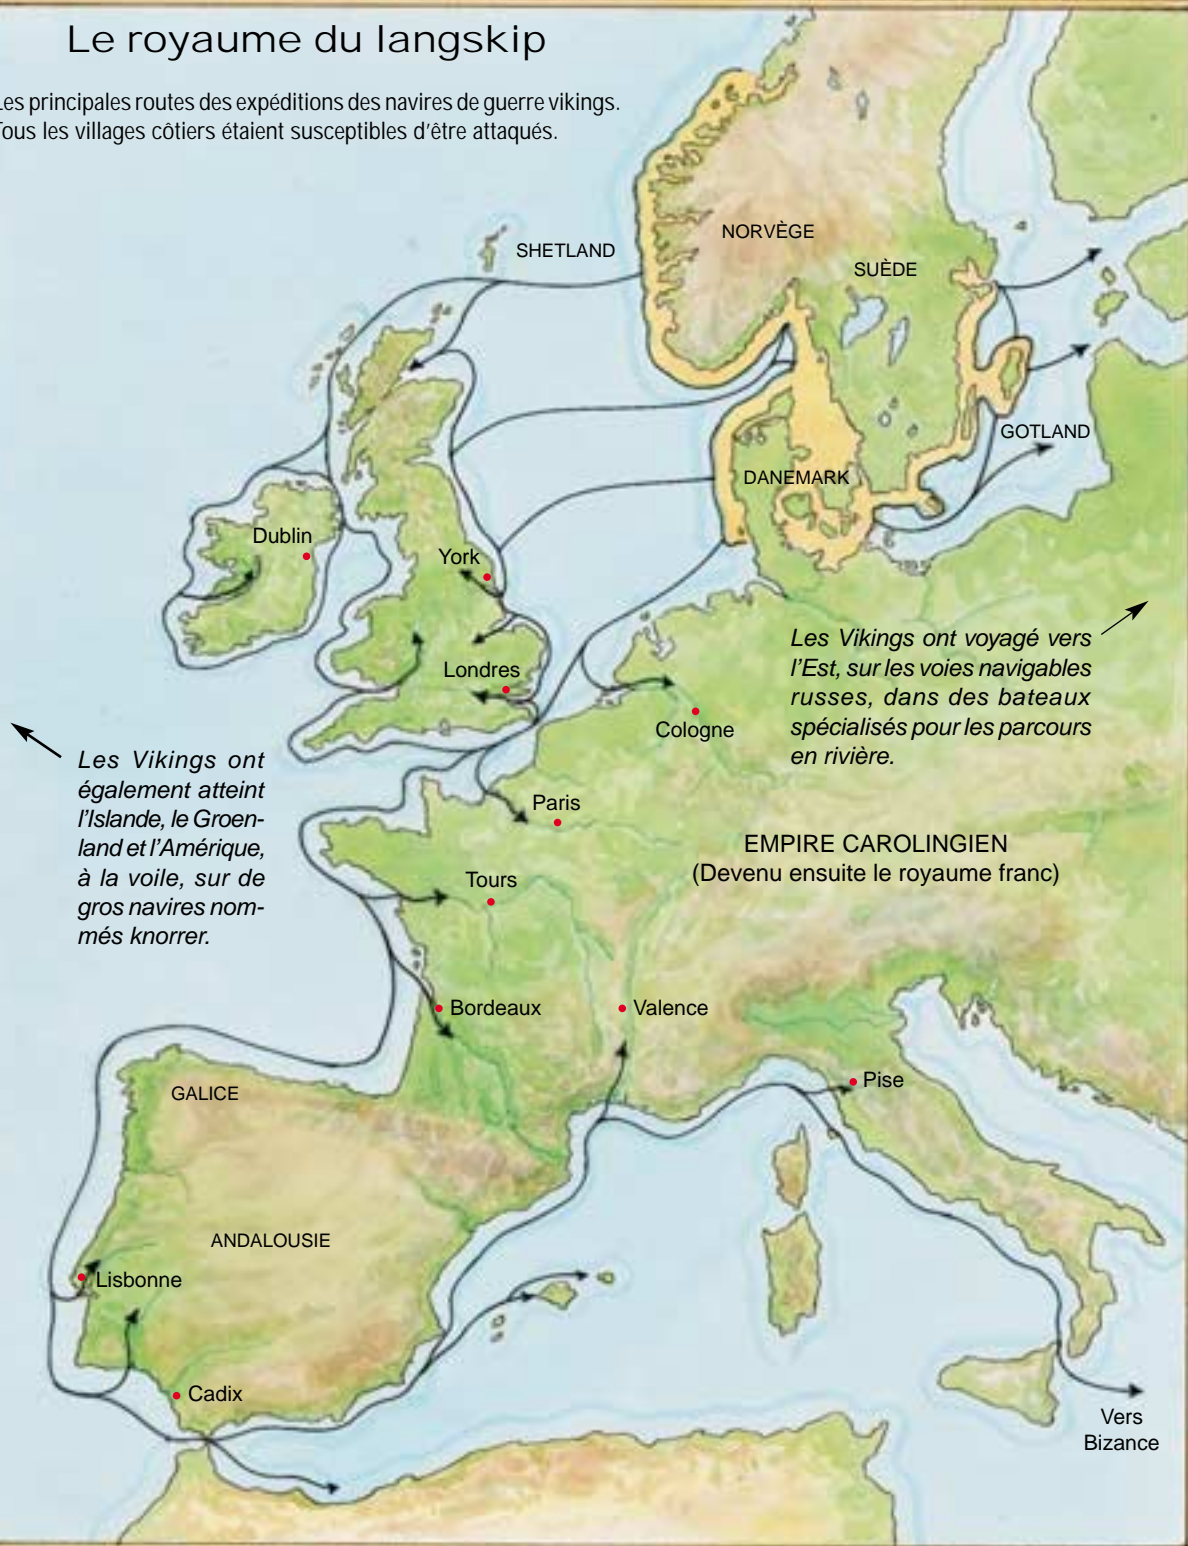 Le royaume du langskip
Les principales routes des expéditions des navires de guerre vikings.
Tous les villages côtiers étaient susceptibles d'être attaqués.
NORVÈGE
SHETLAND
SUÈDE
GOTLAND
DANEMARK
Dublin
York
Les Vikings ont voyagé vers
l'Est, sur les voies navigables
russes, dans des bateaux
spécialisés pour les parcours
en rivière.
Londres
Cologne
Les Vikings ont
également atteint
l'Islande, le Groen-
land et l'Amérique,
à la voile, sur de
gros navires nom-
més knorrer.
Paris
EMPIRE CAROLINGIEN
(Devenu ensuite le royaume franc)
Tours
Bordeaux
Valence
Pise
GALICE
ANDALOUSIE
Lisbonne
Cadix
Vers
Bizance